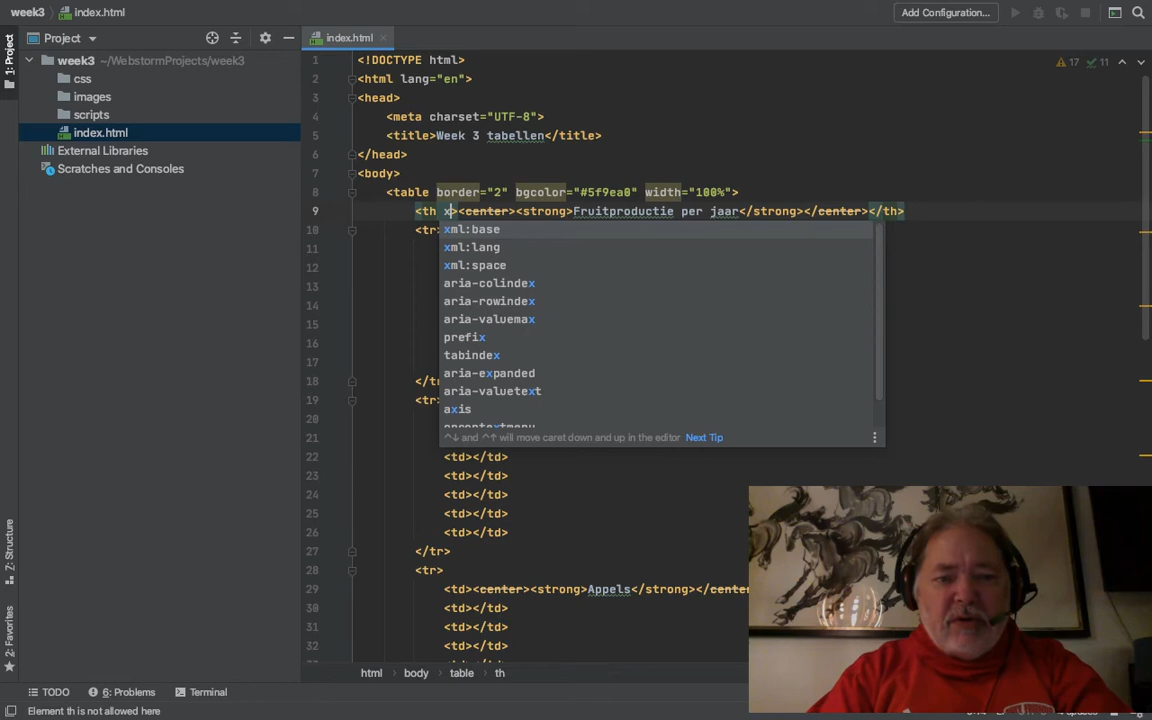 week3 index.html Add Configuration...
1: Project
Project
index.html
week3 ~/WebstormProjects/week3
css
images
scripts
index.html
External Libraries
Scratches and Consoles
17 11
1 <!DOCTYPE html>
2 <html lang="en">
3 <head>
4 <meta charset="UTF-8">
5 <title>Week 3 tabellen</title>
6 </head>
7 <body>
8 <table border="2" bgcolor="#5f9ea0" width="100%">
9 <th x><center><strong>Fruitproductie per jaar</strong></center></th>
10 <tr>
xml:base
xml:lang
xml:space
aria-colindex
aria-rowindex
aria-valuemax
prefix
tabindex
aria-expanded
aria-valuetext
axis
^↓ and ^↑ will move caret down and up in the editor Next Tip
11
12
13
14
15
16
17
18 </tr>
19 <tr>
20
21
22 <td></td>
23 <td></td>
24 <td></td>
25 <td></td>
26 <td></td>
27 </tr>
28 <tr>
29 <td><center><strong>Appels</strong></center>
30 <td></td>
31 <td></td>
32 <td></td>
7: Structure
2: Favorites
html body table th
TODO 6: Problems Terminal
Element th is not allowed here